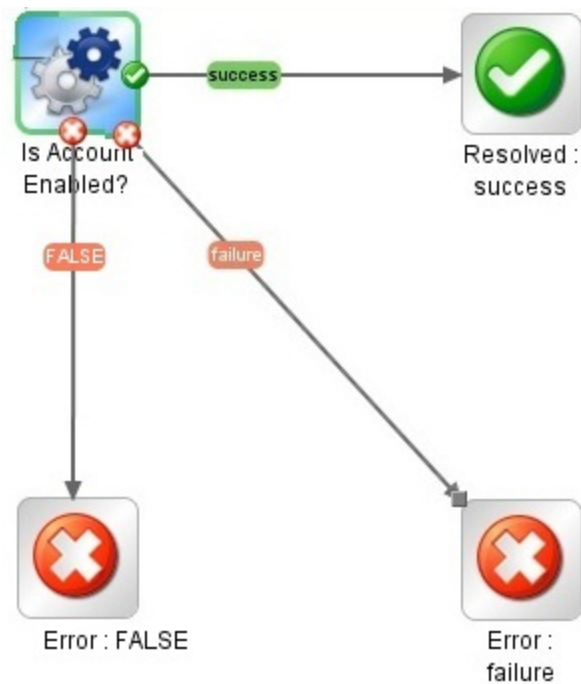 success
Is Account
Enabled?
Resolved :
success
FALSE
failure
Error : FALSE
Error :
failure